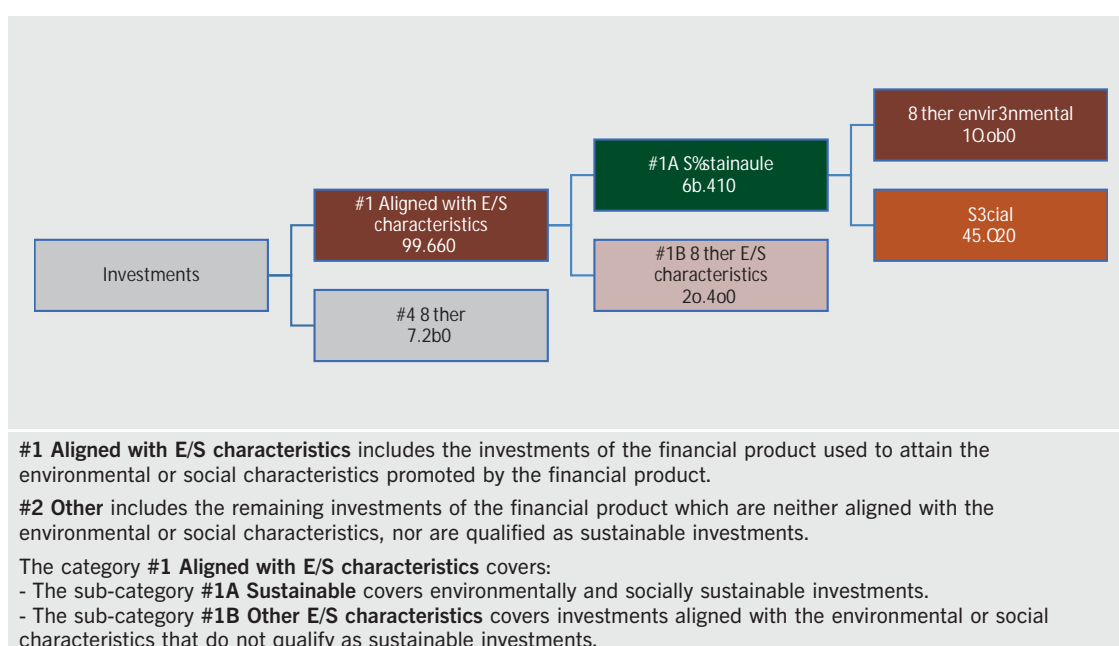 8 ther envir3nmental
1O.ob0
#1A S%stainaule
6b.410
#1 Aligned with E/S
characteristics
99.660
S3cial
45.O20
Investments
#1B 8 ther E/S
characteristics
2o.4o0
#4 8 ther
7.2b0
#1 Aligned with E/S characteristics includes the investments of the financial product used to attain the
environmental or social characteristics promoted by the financial product.
#2 Other includes the remaining investments of the financial product which are neither aligned with the
environmental or social characteristics, nor are qualified as sustainable investments.
The category #1 Aligned with E/S characteristics covers:
- The sub-category #1A Sustainable covers environmentally and socially sustainable investments.
- The sub-category #1B Other E/S characteristics covers investments aligned with the environmental or social
characteristics that do not qualify as sustainable investments.